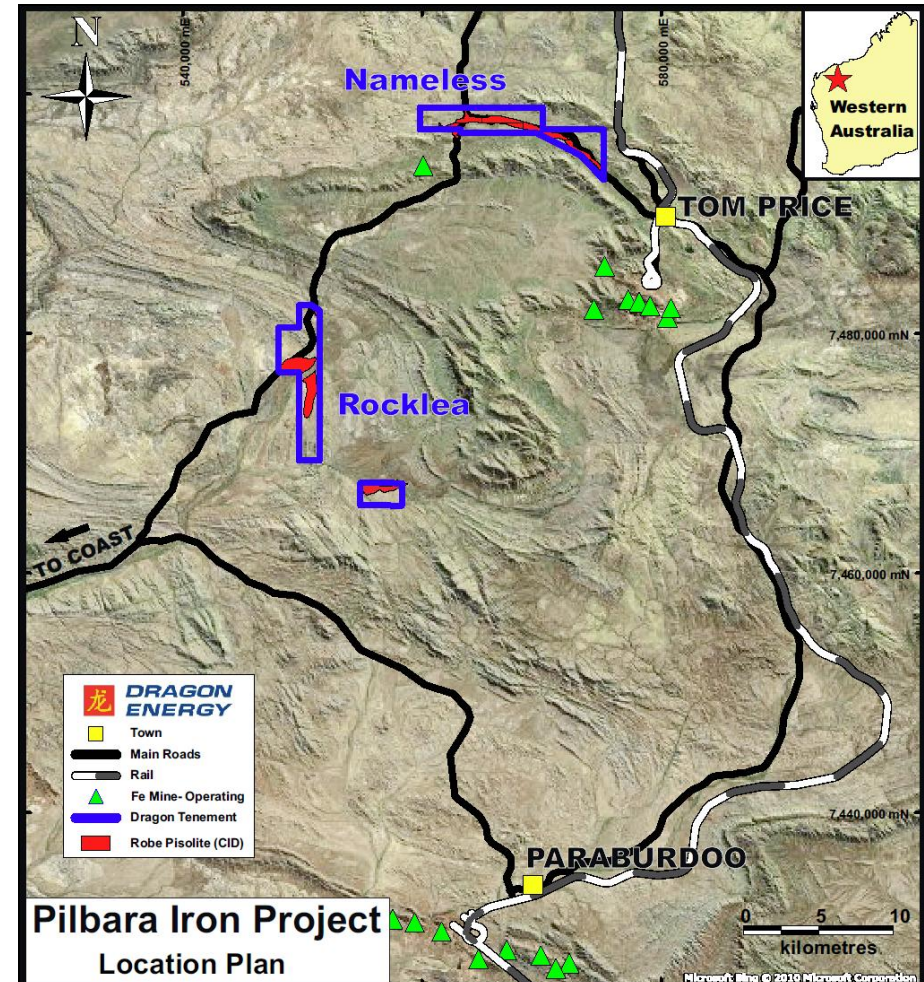 N
540,000 mE
580,000 mE
Western
Australia
Nameless
TOM PRICE
7,480,000 mN
Rocklea
TO COAST
7,460,000 mN
龙 DRAGON
ENERGY
Town
Main Roads
Rail
Fe Mine- Operating
Dragon Tenement
Robe Pisolite (CID)
7,440,000 mN
PARABURDOO
Pilbara Iron Project
Location Plan
0 5 10
kilometres
Microsoft Bing © 2010 Microsoft Corporation